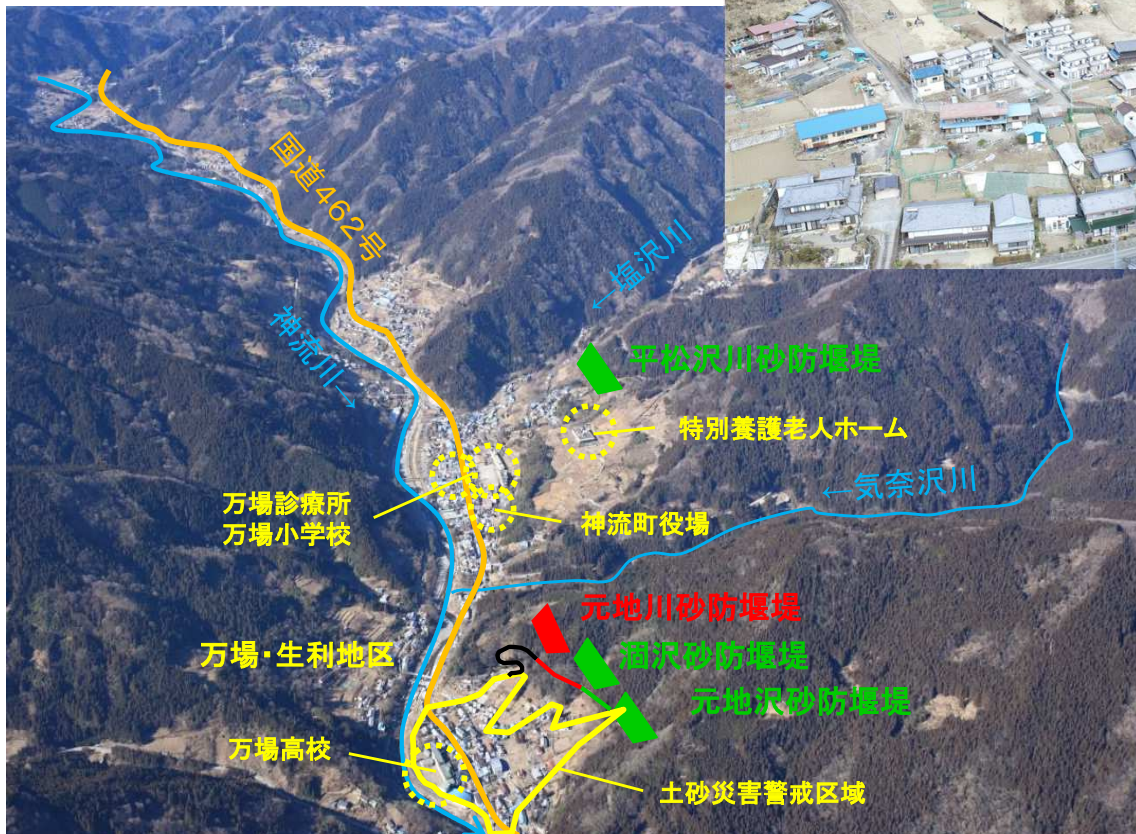 国道462号
←塩沢川
神流川→
平松沢川砂防堰堤
特別養護老人ホーム
←気奈沢川
万場診療所
万場小学校
神流町役場
元地川砂防堰堤
万場・生利地区
涸沢砂防堰堤
元地沢砂防堰堤
万場高校
土砂災害警戒区域